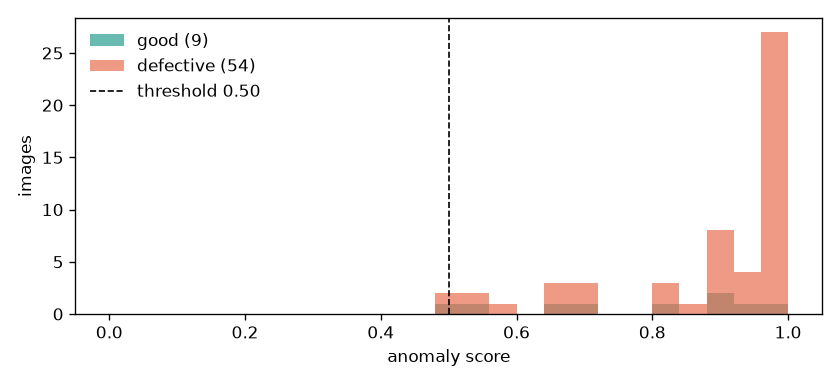 good (9)
defective (54)
threshold 0.50
images
25
20
15
10
5
0
0.0 0.2 0.4 0.6 0.8 1.0
anomaly score